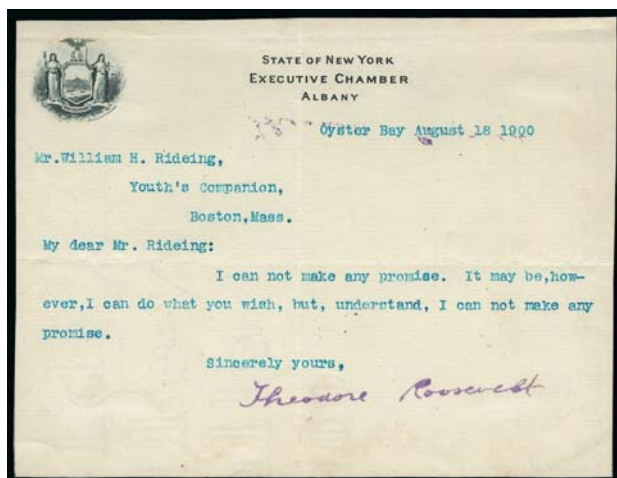 STATE OF NEW YORK
EXECUTIVE CHAMBER
ALBANY
Oyster Bay August 18 1900
Mr.William H. Rideing,
Youth's Companion,
Boston,Mass.
My dear Mr. Rideing:
I can not make any promise. It may be,how-
ever,I can do what you wish, but, understand, I can not make any
promise.
Sincerely yours,
Theodore Roosevelt